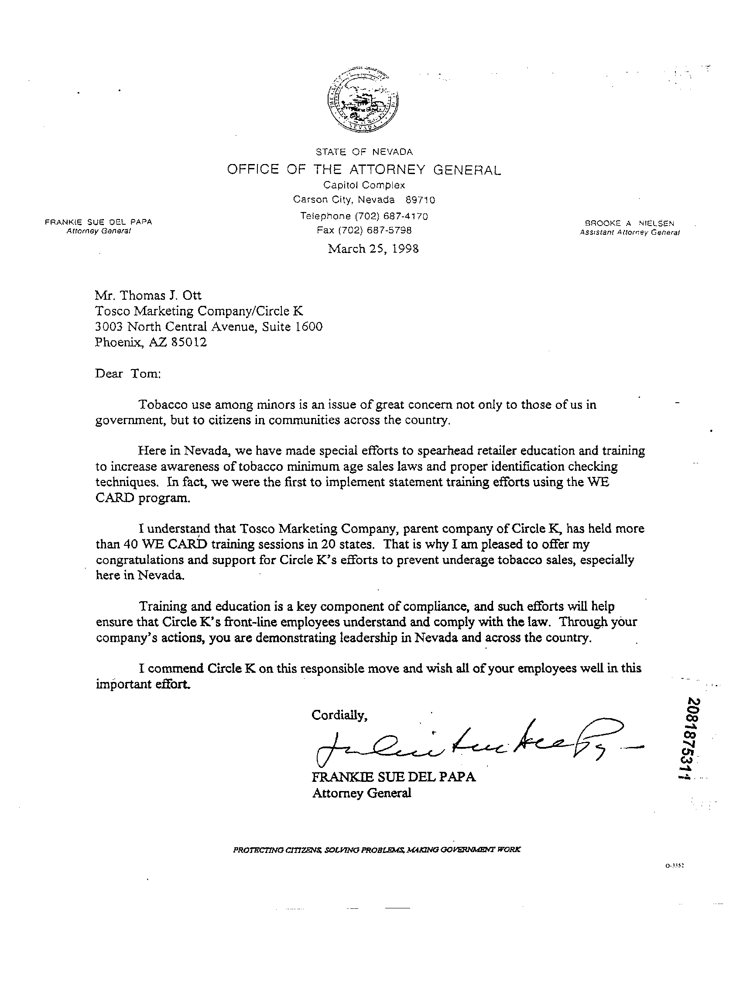 STATE OF NEVADA
OFFICE OF THE ATTORNEY GENERAL
Capitol Complex
Carson City, Nevada 89710
Telephone (702) 687-4170
Fax (702) 687-5798
FRANKIE SUE DEL PAPA
Attorney General
BROOKE A. NIELSEN
Assistant Attorney General
March 25, 1998
Mr. Thomas J. Ott
Tosco Marketing Company/Circle K
3003 North Central Avenue, Suite 1600
Phoenix, AZ 85012
Dear Tom:
Tobacco use among minors is an issue of great concern not only to those of us in
government, but to citizens in communities across the country.
Here in Nevada, we have made special efforts to spearhead retailer education and training
to increase awareness of tobacco minimum age sales laws and proper identification checking
techniques. In fact, we were the first to implement statement training efforts using the WE
CARD program.
I understand that Tosco Marketing Company, parent company of Circle K, has held more
than 40 WE CARD training sessions in 20 states. That is why I am pleased to offer my
congratulations and support for Circle K's efforts to prevent underage tobacco sales, especially
here in Nevada.
Training and education is a key component of compliance, and such efforts will help
ensure that Circle K's front-line employees understand and comply with the law. Through your
company's actions, you are demonstrating leadership in Nevada and across the country.
I commend Circle K on this responsible move and wish all of your employees well in this
important effort.
Cordially,
FRANKIE SUE DEL PAPA
Attorney General
2081875311
PROTECTING CITIZENS, SOLVING PROBLEMS, MAKING GOVERNMENT WORK
O-3352